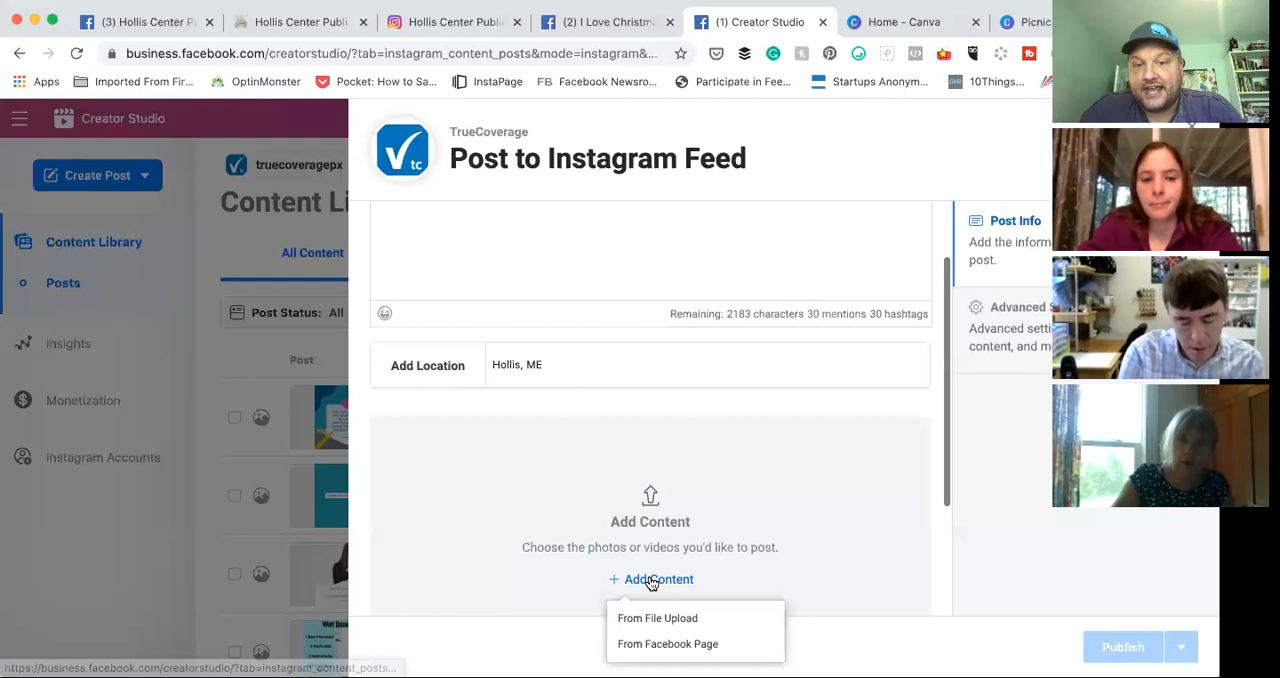 (3) Hollis Center P
Hollis Center Publi
Hollis Center Publi
(2) I Love Christm
(1) Creator Studio
Home - Canva
Picnic
business.facebook.com/creatorstudio/?tab=instagram_content_posts&mode=instagram&...
Apps
Imported From Fir...
OptinMonster
Pocket: How to Sa...
InstaPage
FB
Facebook Newsro...
Participate in Fee...
Startups Anonym...
10Things...
Creator Studio
TrueCoverage
Post to Instagram Feed
tc
Create Post
truecoveragepx
Content Li
Content Library
All Content
Posts
Post Status: All
Insights
Post
Monetization
Instagram Accounts
Remaining: 2183 characters 30 mentions 30 hashtags
Add Location
Hollis, ME
Add Content
Choose the photos or videos you'd like to post.
+ Add Content
From File Upload
From Facebook Page
Post Info
Add the inform
post.
Advanced S
Advanced setti
content, and m
Publish
https://business.facebook.com/creatorstudio/?tab=instagram_content_posts...